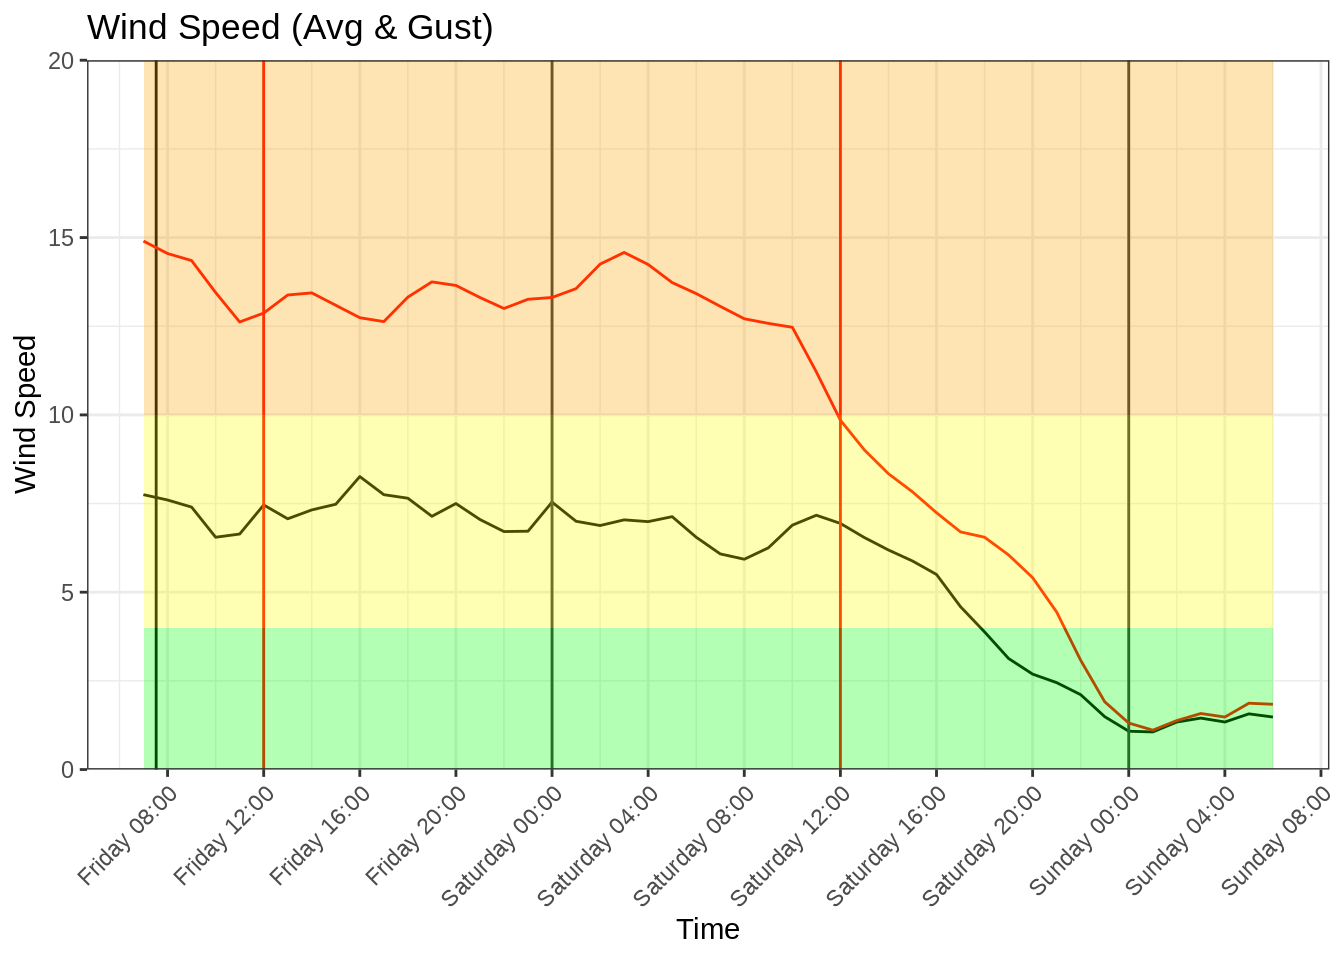 Wind Speed (Avg & Gust)
20
15
10
5
0
Wind Speed
Friday 08:00
Friday 12:00
Friday 16:00
Friday 20:00
Saturday 00:00
Saturday 04:00
Saturday 08:00
Saturday 12:00
Saturday 16:00
Saturday 20:00
Sunday 00:00
Sunday 04:00
Sunday 08:00
Time